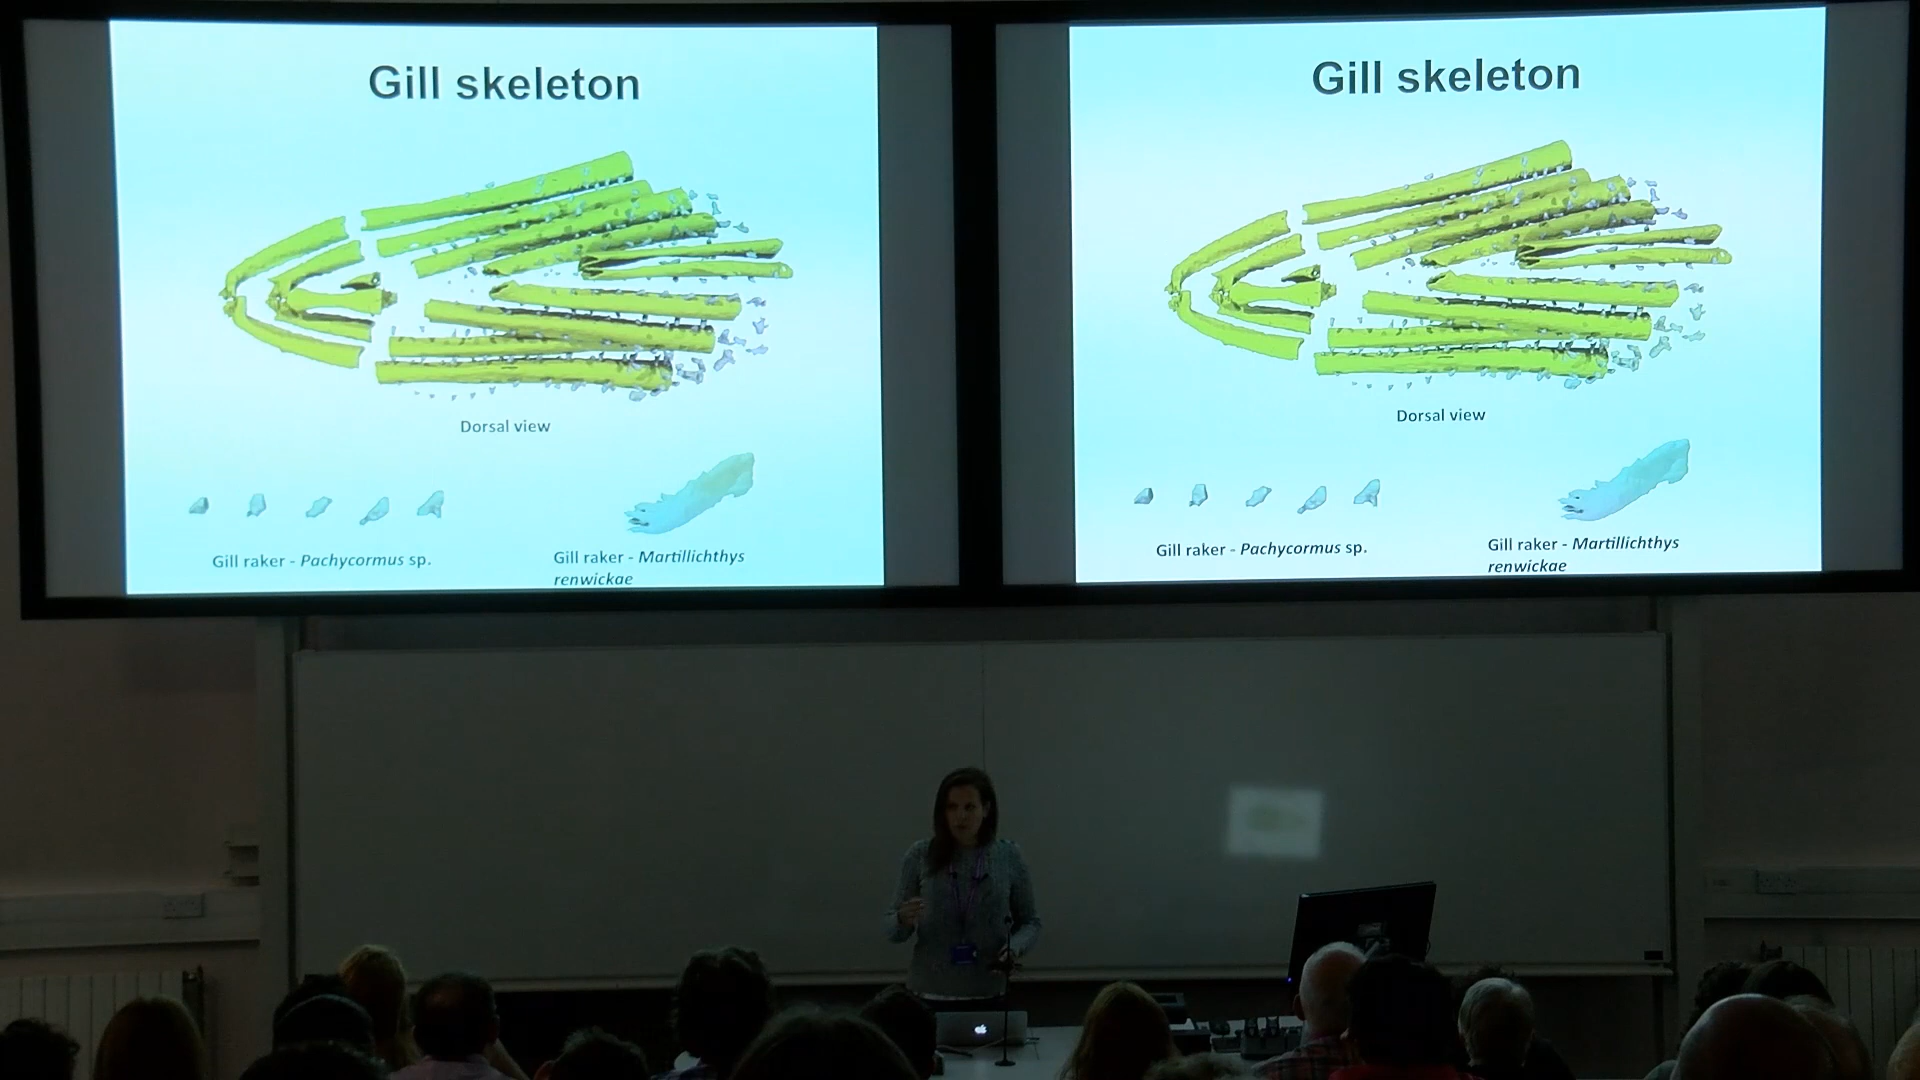 Gill skeleton
Dorsal view
Gill raker - Pachycormus sp.
Gill raker - Martillichthys
renwickae
Gill skeleton
Dorsal view
Gill raker - Pachycormus sp.
Gill raker - Martillichthys
renwickae